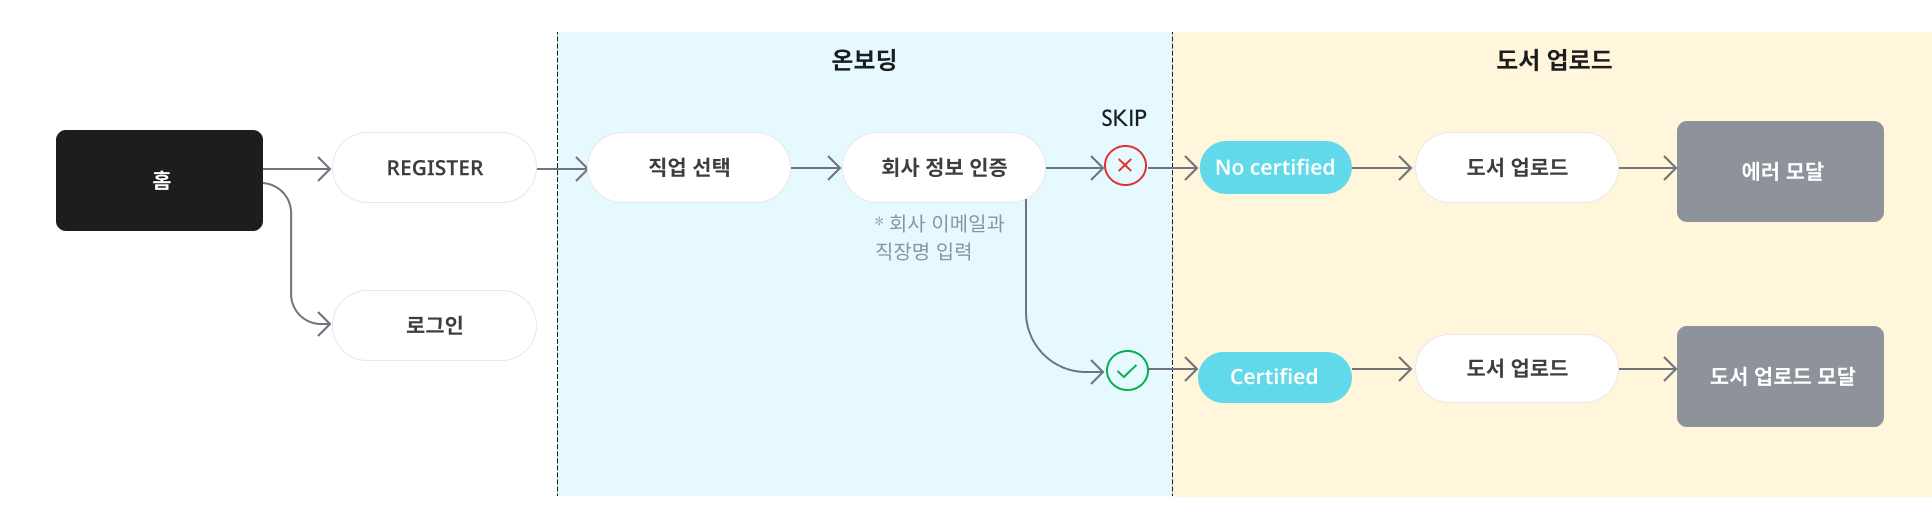 온보딩
도서 업로드
SKIP
홈
REGISTER
직업 선택
회사 정보 인증
No certified
도서 업로드
에러 모달
* 회사 이메일과
직장명 입력
로그인
Certified
도서 업로드
도서 업로드 모달